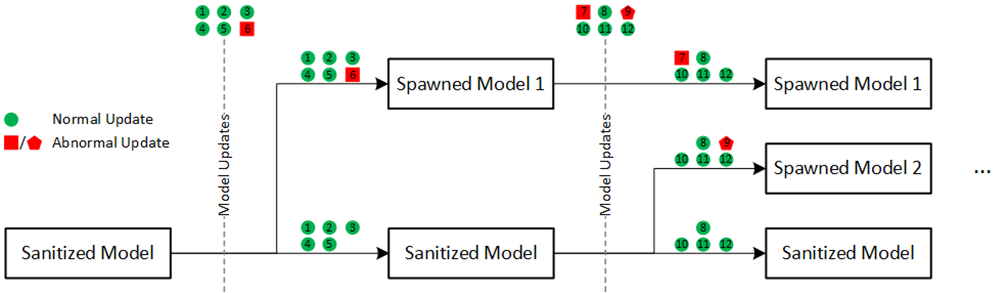 1 2 3
4 5 6
7 8 9
10 11 12
1 2 3
4 5 6
7 8
10 11 12
Spawned Model 1
Spawned Model 1
Normal Update
/ Abnormal Update
Model Updates
Model Updates
8 9
10 11 12
Spawned Model 2
...
1 2 3
4 5
8
10 11 12
Sanitized Model
Sanitized Model
Sanitized Model